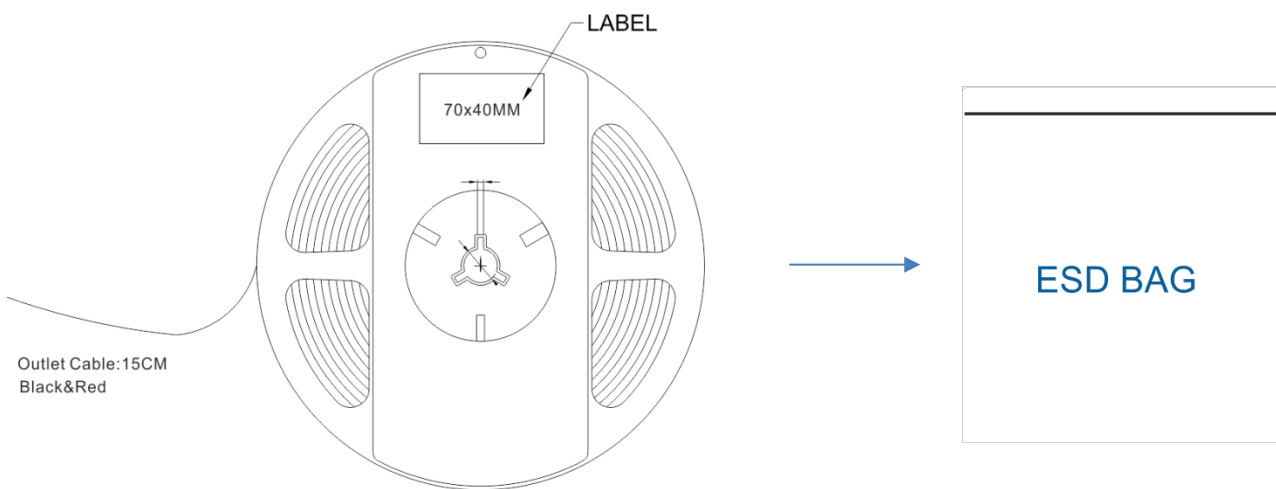 LABEL
70x40MM
ESD BAG
Outlet Cable:15CM
Black&Red